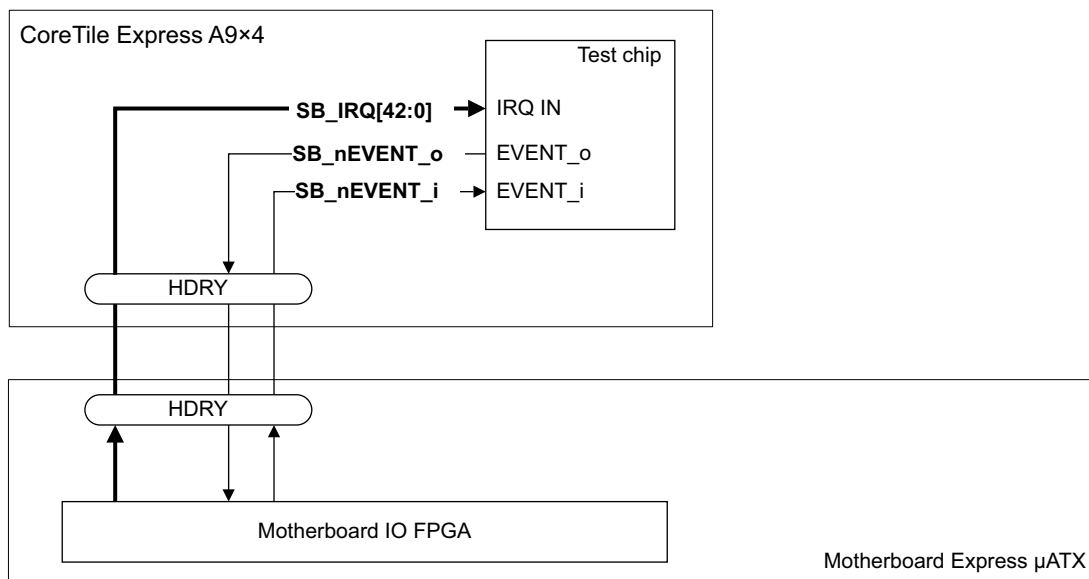 CoreTile Express A9×4
Test chip
SB_IRQ[42:0]
IRQ IN
SB_nEVENT_o
EVENT_o
SB_nEVENT_i
EVENT_i
HDRY
HDRY
Motherboard IO FPGA
Motherboard Express µATX